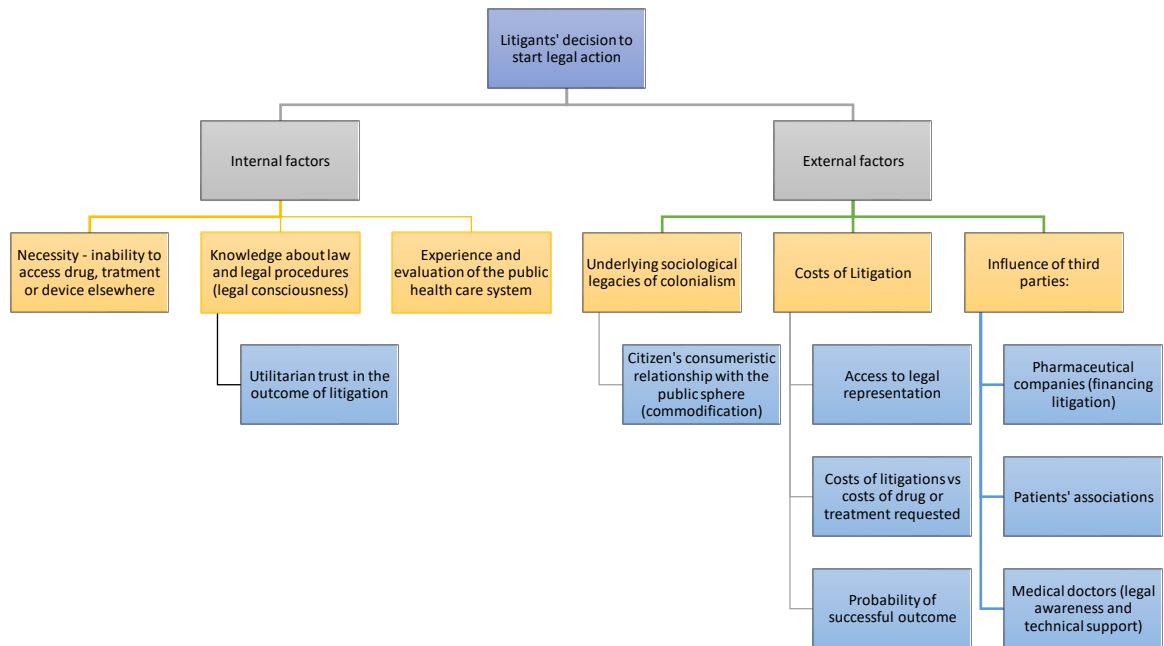 Litigants' decision to
start legal action
Internal factors
External factors
Necessity - inability to
access drug, tratment
or device elsewhere
Knowledge about law
and legal procedures
(legal consciousness)
Experience and
evaluation of the public
health care system
Underlying sociological
legacies of colonialism
Costs of Litigation
Influence of third
parties:
Utilitarian trust in the
outcome of litigation
Citizen's consumeristic
relationship with the
public sphere
(commodification)
Access to legal
representation
Pharmaceutical
companies (financing
litigation)
Costs of litigations vs
costs of drug or
treatment requested
Patients' associations
Probability of
successful outcome
Medical doctors (legal
awareness and
technical support)